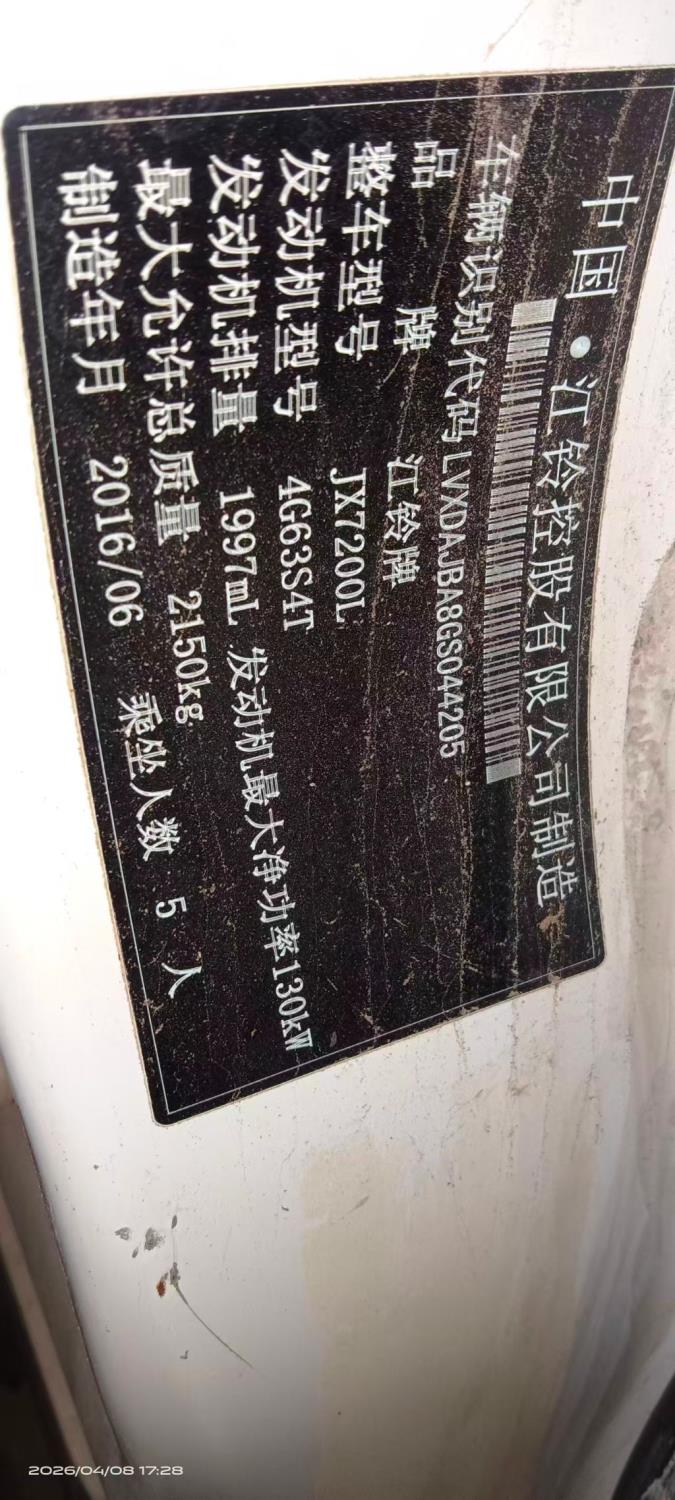 中国·江铃控股有限公司制造
车辆识别代码 LVXDAJBA8GS044205
品 牌 江铃牌
整车型号 JX7200L
发动机型号 4G63S4T
发动机排量 1997mL 发动机最大净功率130kW
最大允许总质量 2150kg
制造年月 2016/06 乘坐人数 5 人
2026/04/08 17:28